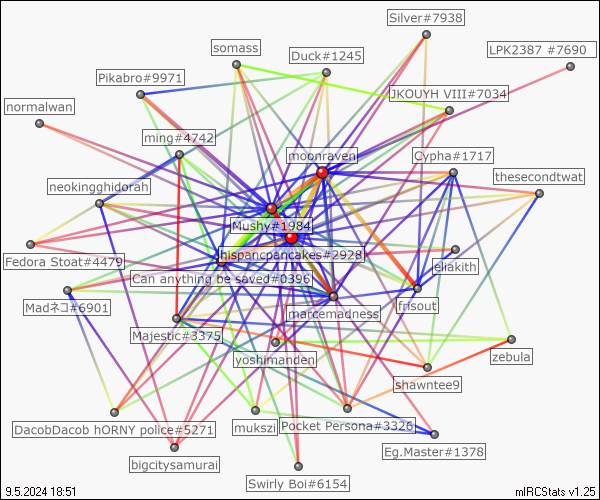 Silver#7938
somass
Duck#1245
LPK2387 #7690
Pikabro#9971
JKOUYH VIII#7034
normalwan
ming#4742
moonraven
Cypha#1717
thesecondtwat
neokingghidorah
Mushy#1984
Fedora Stoat#4479
hispancpancakes#2928
eliakith
Can anything be saved#0396
Madネコ#6901
marcemadness
frisout
Majestic#3375
yoshimanden
zebula
shawntee9
DacobDacob hORNY police#5271
mukszi
Pocket Persona#3326
Eg.Master#1378
bigcitysamurai
Swirly Boi#6154
9.5.2024 18:51
mIRCStats v1.25